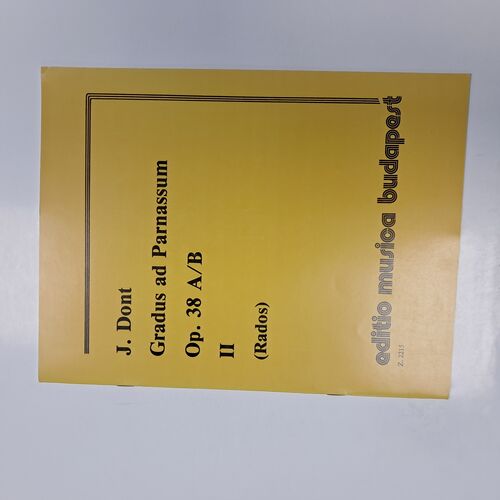 J. Dont
Gradus ad Parnassum
Op. 38 A/B
II
(Rados)
editio musica budapest
Z. 2215